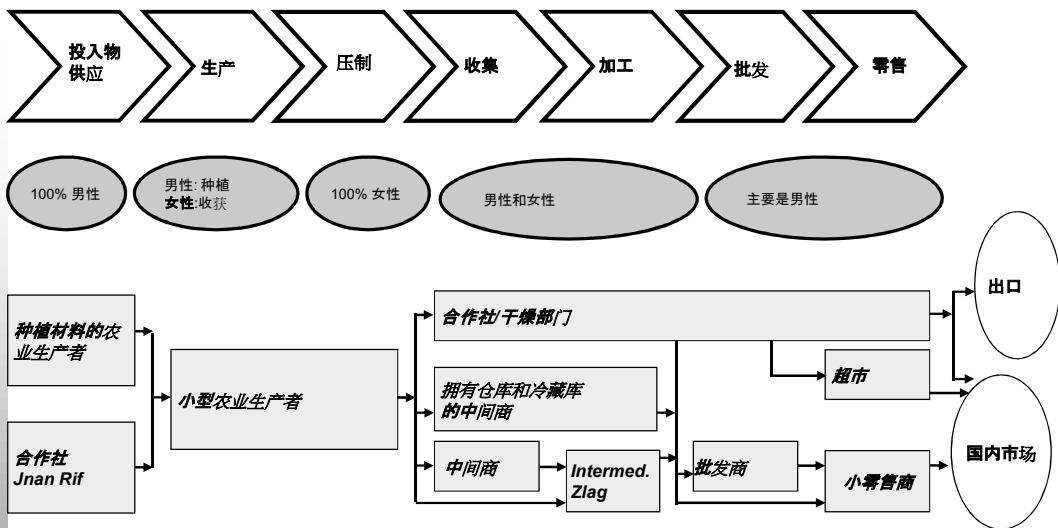 投入物
供应
生产
压制
收集
加工
批发
零售
100% 男性
男性: 种植
女性:收获
100% 女性
男性和女性
主要是男性
出口
种植材料的农
业生产者
合作社/干燥部门
小型农业生产者
超市
拥有仓库和冷藏库
的中间商
合作社
Jnan Rif
中间商
Intermed.
Zlag
批发商
小零售商
国内市场